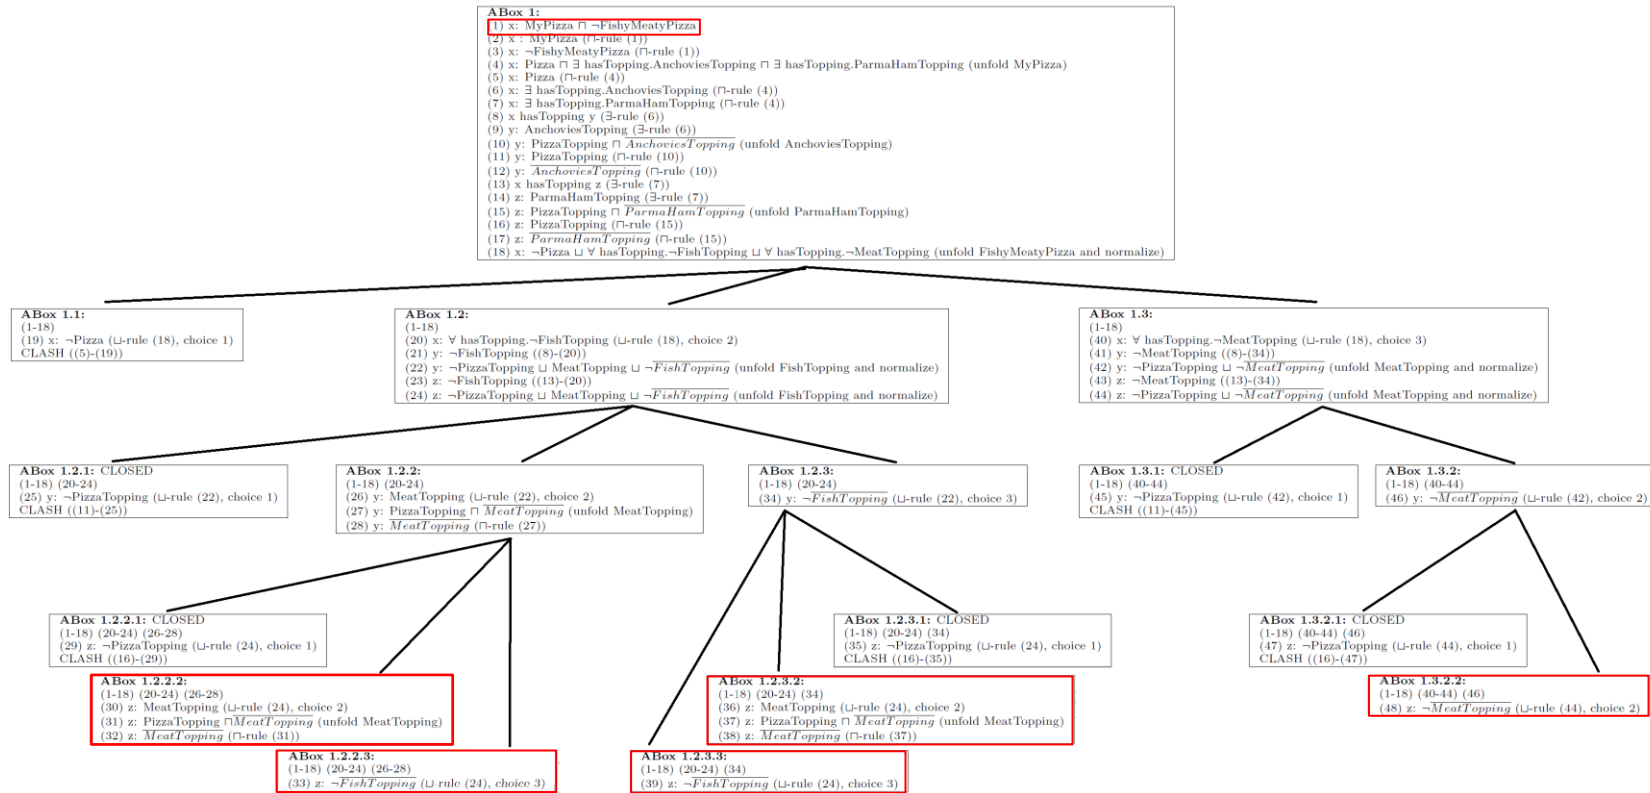 ABox 1:
(1) x: MyPizza ⊓ ¬FishyMeatyPizza
(2) x : MyPizza (⊓-rule (1))
(3) x: ¬FishyMeatyPizza (⊓-rule (1))
(4) x: Pizza ⊓ ∃ hasTopping.AnchoviesTopping ⊓ ∃ hasTopping.ParmaHamTopping (unfold MyPizza)
(5) x: Pizza (⊓-rule (4))
(6) x: ∃ hasTopping.AnchoviesTopping (⊓-rule (4))
(7) x: ∃ hasTopping.ParmaHamTopping (⊓-rule (4))
(8) x hasTopping y (∃-rule (6))
(9) y: AnchoviesTopping (∃-rule (6))
(10) y: PizzaTopping ⊓ A̅n̅c̅h̅o̅v̅i̅e̅s̅T̅o̅p̅p̅i̅n̅g̅ (unfold AnchoviesTopping)
(11) y: PizzaTopping (⊓-rule (10))
(12) y: A̅n̅c̅h̅o̅v̅i̅e̅s̅T̅o̅p̅p̅i̅n̅g̅ (⊓-rule (10))
(13) x hasTopping z (∃-rule (7))
(14) z: ParmaHamTopping (∃-rule (7))
(15) z: PizzaTopping ⊓ P̅a̅r̅m̅a̅H̅a̅m̅T̅o̅p̅p̅i̅n̅g̅ (unfold ParmaHamTopping)
(16) z: PizzaTopping (⊓-rule (15))
(17) z: P̅a̅r̅m̅a̅H̅a̅m̅T̅o̅p̅p̅i̅n̅g̅ (⊓-rule (15))
(18) x: ¬Pizza ⊔ ∀ hasTopping.¬FishTopping ⊔ ∀ hasTopping.¬MeatTopping (unfold FishyMeatyPizza and normalize)
ABox 1.1:
(1-18)
(19) x: ¬Pizza (⊔-rule (18), choice 1)
CLASH ((5)-(19))
ABox 1.2:
(1-18)
(20) x: ∀ hasTopping.¬FishTopping (⊔-rule (18), choice 2)
(21) y: ¬FishTopping ((8)-(20))
(22) y: ¬PizzaTopping ⊔ MeatTopping ⊔ ¬F̅i̅s̅h̅T̅o̅p̅p̅i̅n̅g̅ (unfold FishTopping and normalize)
(23) z: ¬FishTopping ((13)-(20))
(24) z: ¬PizzaTopping ⊔ MeatTopping ⊔ ¬F̅i̅s̅h̅T̅o̅p̅p̅i̅n̅g̅ (unfold FishTopping and normalize)
ABox 1.3:
(1-18)
(40) x: ∀ hasTopping.¬MeatTopping (⊔-rule (18), choice 3)
(41) y: ¬MeatTopping ((8)-(34))
(42) y: ¬PizzaTopping ⊔ ¬M̅e̅a̅t̅T̅o̅p̅p̅i̅n̅g̅ (unfold MeatTopping and normalize)
(43) z: ¬MeatTopping ((13)-(34))
(44) z: ¬PizzaTopping ⊔ ¬M̅e̅a̅t̅T̅o̅p̅p̅i̅n̅g̅ (unfold MeatTopping and normalize)
ABox 1.2.1: CLOSED
(1-18) (20-24)
(25) y: ¬PizzaTopping (⊔-rule (22), choice 1)
CLASH ((11)-(25))
ABox 1.2.2:
(1-18) (20-24)
(26) y: MeatTopping (⊔-rule (22), choice 2)
(27) y: PizzaTopping ⊓ M̅e̅a̅t̅T̅o̅p̅p̅i̅n̅g̅ (unfold MeatTopping)
(28) y: M̅e̅a̅t̅T̅o̅p̅p̅i̅n̅g̅ (⊓-rule (27))
ABox 1.2.3:
(1-18) (20-24)
(34) y: ¬F̅i̅s̅h̅T̅o̅p̅p̅i̅n̅g̅ (⊔-rule (22), choice 3)
ABox 1.3.1: CLOSED
(1-18) (40-44)
(45) y: ¬PizzaTopping (⊔-rule (42), choice 1)
CLASH ((11)-(45))
ABox 1.3.2:
(1-18) (40-44)
(46) y: ¬M̅e̅a̅t̅T̅o̅p̅p̅i̅n̅g̅ (⊔-rule (42), choice 2)
ABox 1.2.2.1: CLOSED
(1-18) (20-24) (26-28)
(29) z: ¬PizzaTopping (⊔-rule (24), choice 1)
CLASH ((16)-(29))
ABox 1.2.3.1: CLOSED
(1-18) (20-24) (34)
(35) z: ¬PizzaTopping (⊔-rule (24), choice 1)
CLASH ((16)-(35))
ABox 1.3.2.1: CLOSED
(1-18) (40-44) (46)
(47) z: ¬PizzaTopping (⊔-rule (44), choice 1)
CLASH ((16)-(47))
ABox 1.2.2.2:
(1-18) (20-24) (26-28)
(30) z: MeatTopping (⊔-rule (24), choice 2)
(31) z: PizzaTopping ⊓M̅e̅a̅t̅T̅o̅p̅p̅i̅n̅g̅ (unfold MeatTopping)
(32) z: M̅e̅a̅t̅T̅o̅p̅p̅i̅n̅g̅ (⊓-rule (31))
ABox 1.2.3.2:
(1-18) (20-24) (34)
(36) z: MeatTopping (⊔-rule (24), choice 2)
(37) z: PizzaTopping ⊓ M̅e̅a̅t̅T̅o̅p̅p̅i̅n̅g̅ (unfold MeatTopping)
(38) z: M̅e̅a̅t̅T̅o̅p̅p̅i̅n̅g̅ (⊓-rule (37))
ABox 1.3.2.2:
(1-18) (40-44) (46)
(48) z: ¬M̅e̅a̅t̅T̅o̅p̅p̅i̅n̅g̅ (⊔-rule (44), choice 2)
ABox 1.2.2.3:
(1-18) (20-24) (26-28)
(33) z: ¬F̅i̅s̅h̅T̅o̅p̅p̅i̅n̅g̅ (⊔-rule (24), choice 3)
ABox 1.2.3.3:
(1-18) (20-24) (34)
(39) z: ¬F̅i̅s̅h̅T̅o̅p̅p̅i̅n̅g̅ (⊔-rule (24), choice 3)